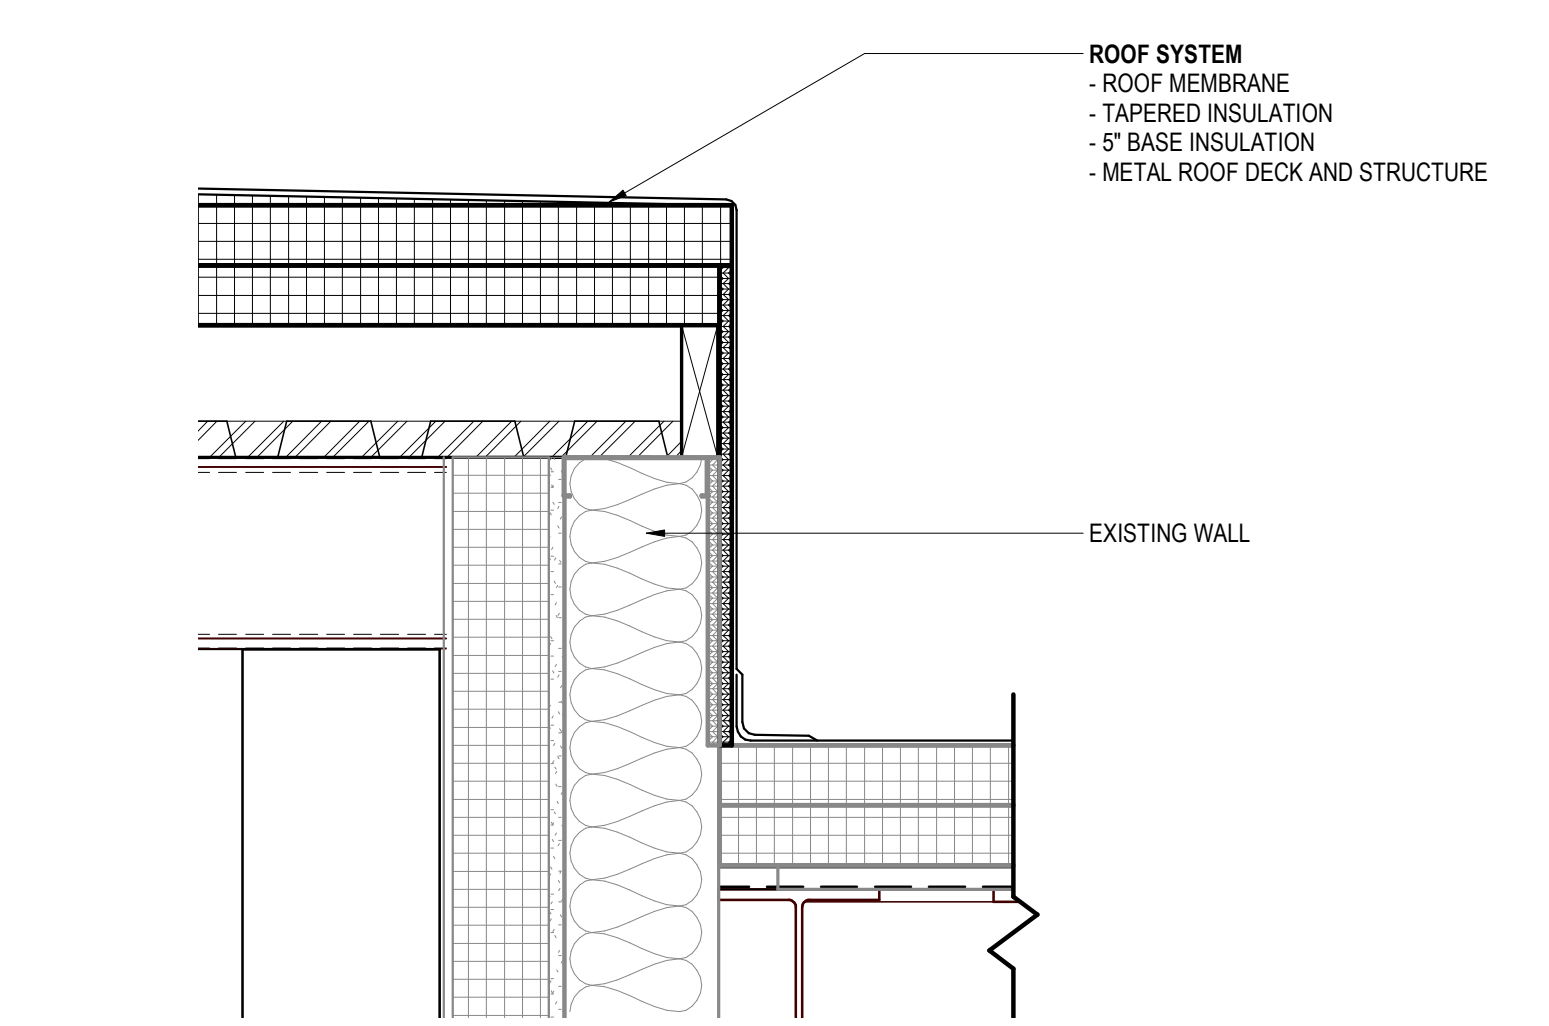 ROOF SYSTEM
- ROOF MEMBRANE
- TAPERED INSULATION
- 5" BASE INSULATION
- METAL ROOF DECK AND STRUCTURE
EXISTING WALL